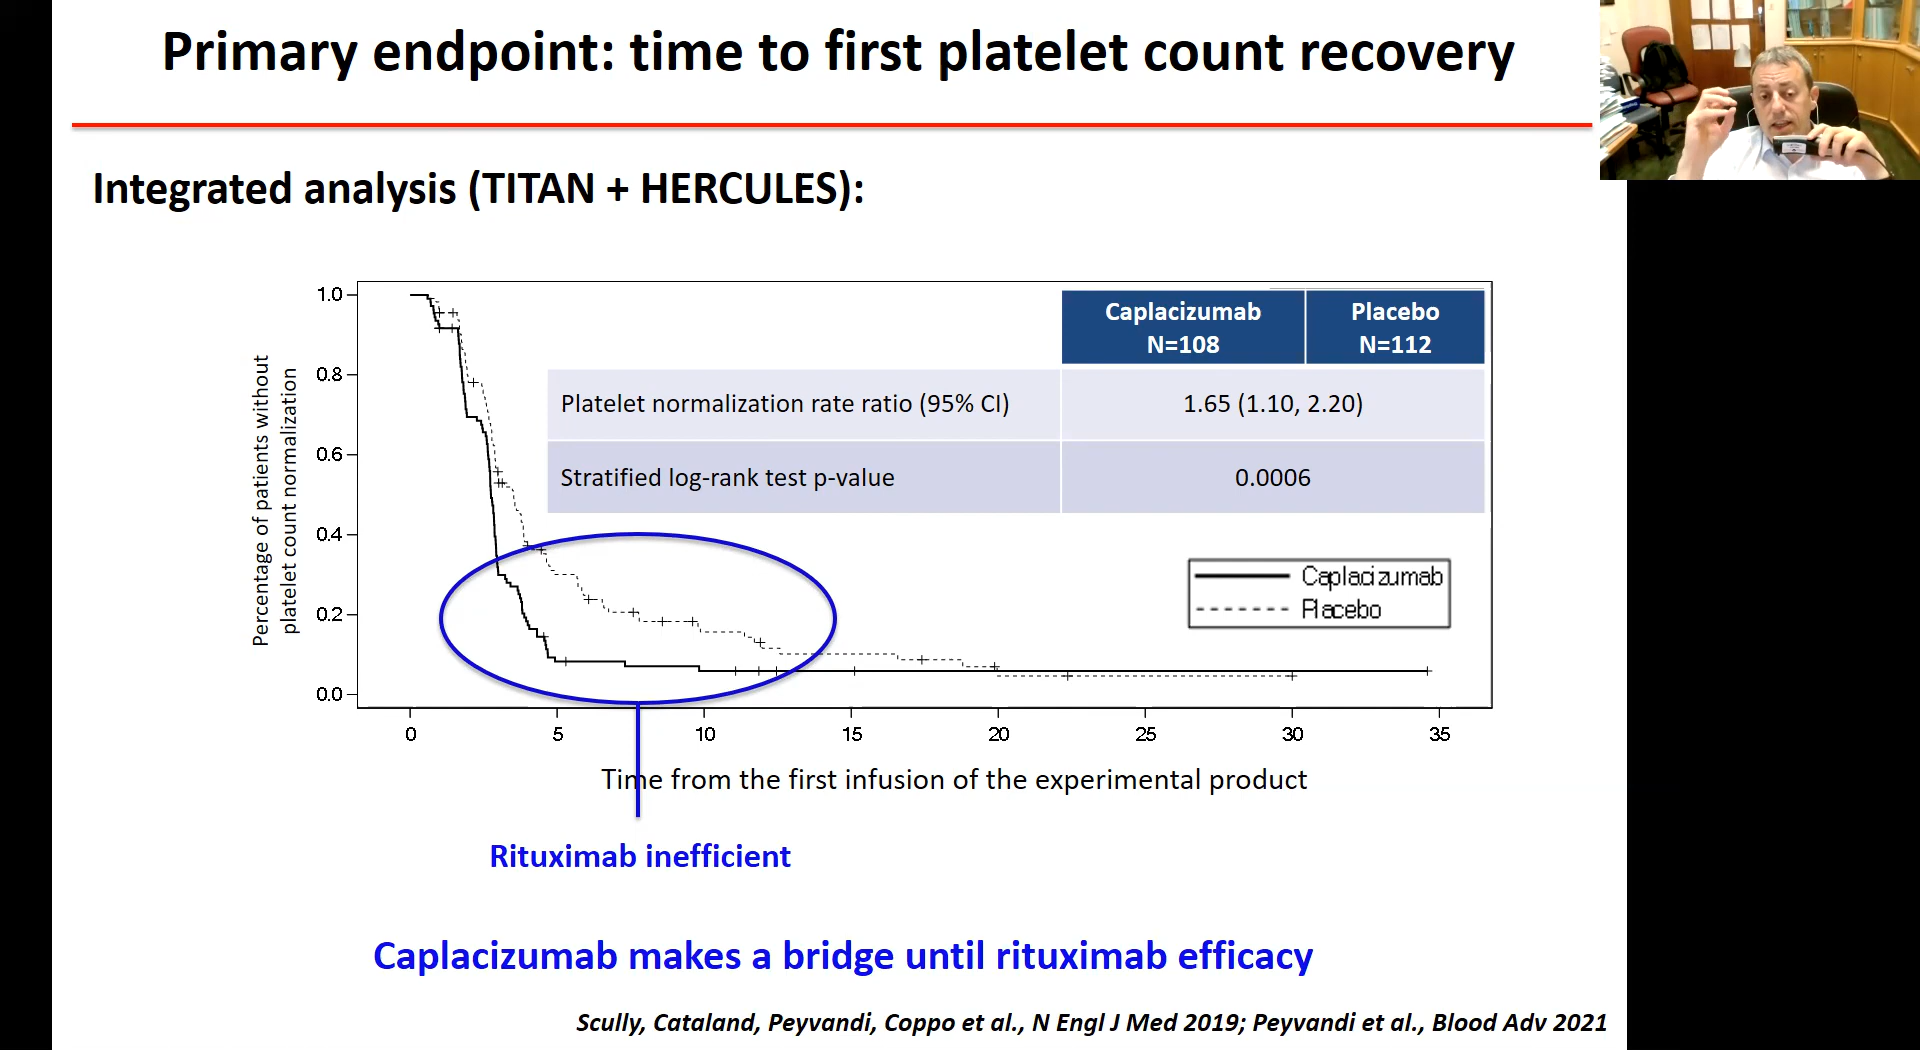 Primary endpoint: time to first platelet count recovery
Integrated analysis (TITAN + HERCULES):
Percentage of patients without
platelet count normalization
1.0
0.8
0.6
0.4
0.2
0.0
Caplacizumab
N=108
Placebo
N=112
Platelet normalization rate ratio (95% CI)
1.65 (1.10, 2.20)
Stratified log-rank test p-value
0.0006
Caplacizumab
Placebo
0 5 10 15 20 25 30 35
Time from the first infusion of the experimental product
Rituximab inefficient
Caplacizumab makes a bridge until rituximab efficacy
Scully, Cataland, Peyvandi, Coppo et al., N Engl J Med 2019; Peyvandi et al., Blood Adv 2021